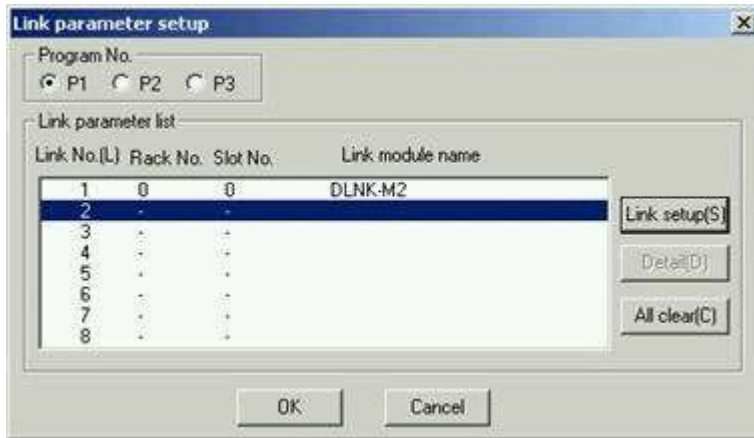 Link parameter setup
Program No.
P1 P2 P3
Link parameter list
Link No.(L) Rack No. Slot No. Link module name
1 0 0 DLNK-M2
2 - -
3 - -
4 - -
5 - -
6 - -
7 - -
8 - -
Link setup(S)
Detail(D)
All clear(C)
OK Cancel